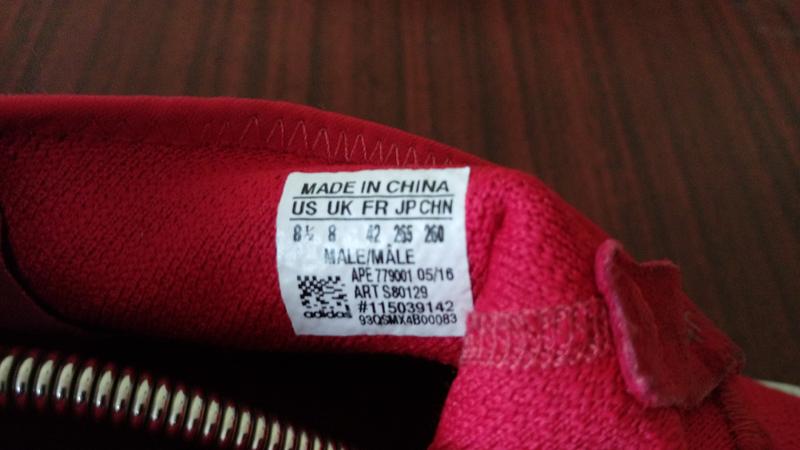 MADE IN CHINA
US UK FR JP CHN
8½ 8 42 265 260
MALE/MÂLE
APE 779001 05/16
ART S80129
#115039142
adidas 93QSMX4B00083